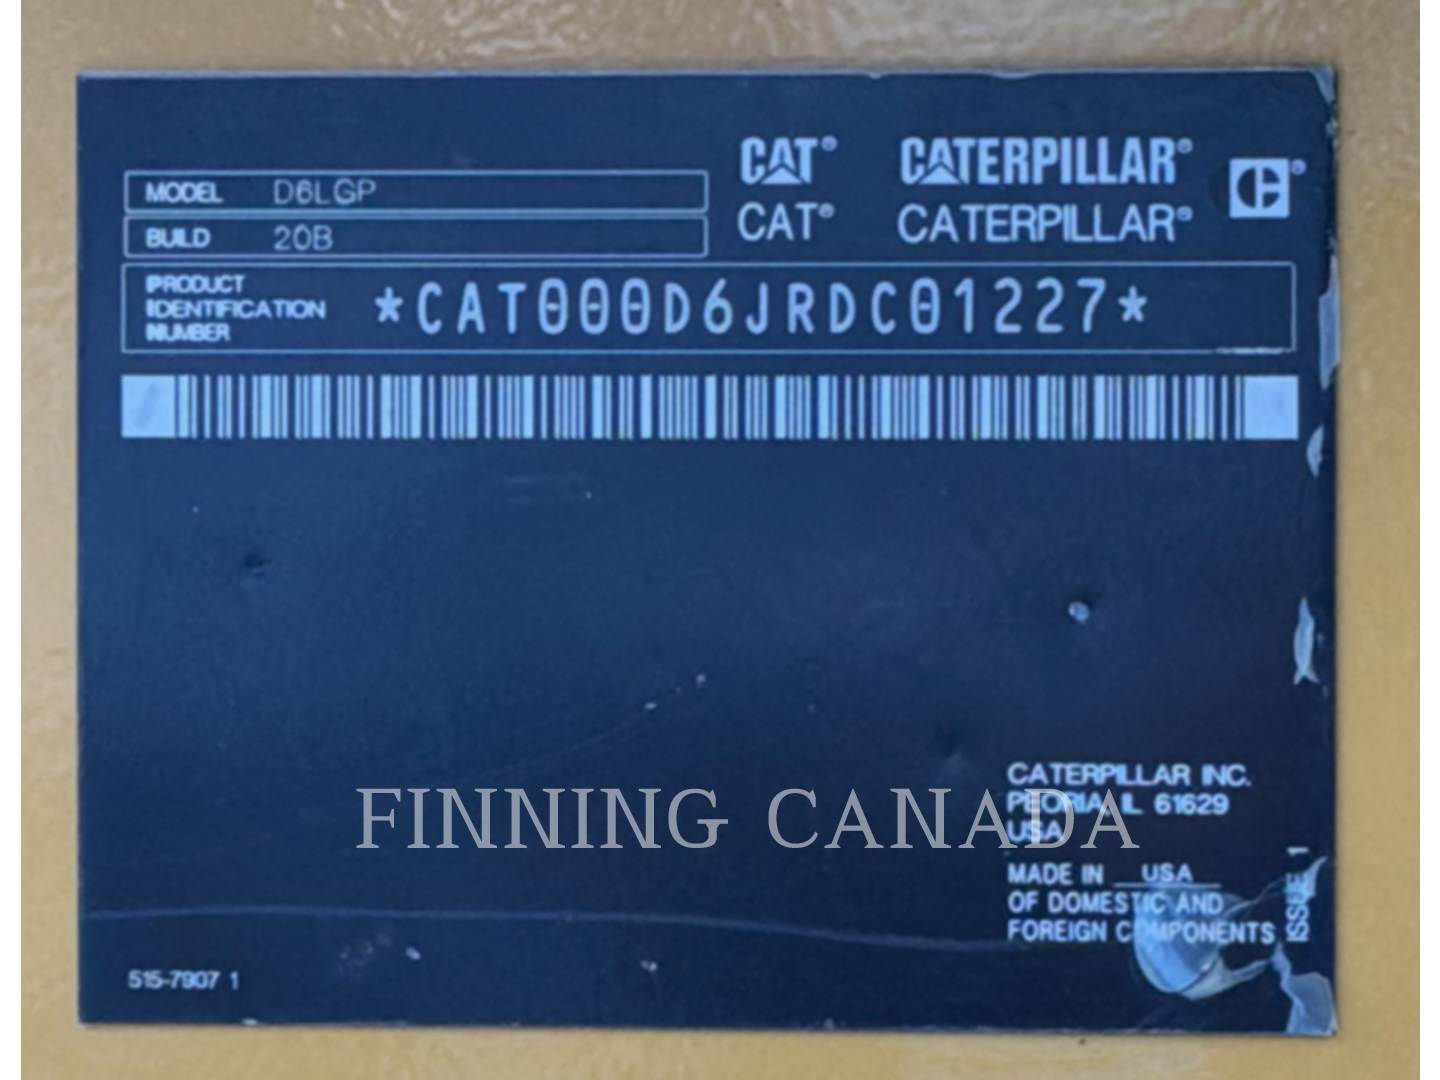 MODEL D6LGP
BUILD 20B
CAT® CATERPILLAR®
CAT® CATERPILLAR®
PRODUCT
IDENTIFICATION
NUMBER
*CAT000D6JRDC01227*
FINNING CANADA
CATERPILLAR INC.
PEORIA IL 61629
USA
MADE IN USA
OF DOMESTIC AND
FOREIGN COMPONENTS
ISSUE 1
515-7907 1